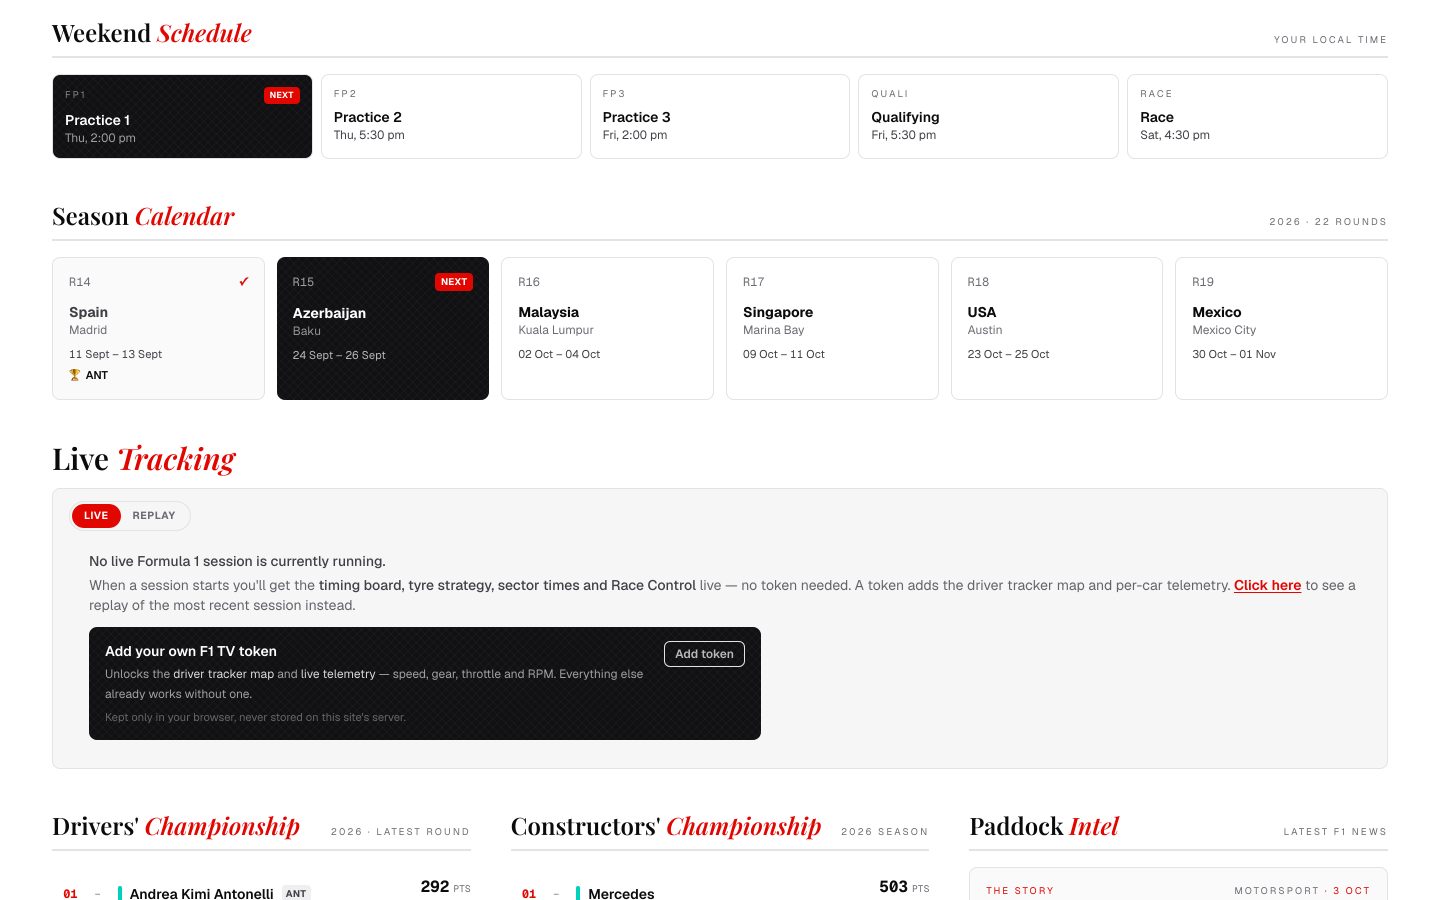 Weekend Schedule
YOUR LOCAL TIME
FP1
NEXT
Practice 1
Thu, 2:00 pm
FP2
Practice 2
Thu, 5:30 pm
FP3
Practice 3
Fri, 2:00 pm
QUALI
Qualifying
Fri, 5:30 pm
RACE
Race
Sat, 4:30 pm
Season Calendar
2026 · 22 ROUNDS
R14
✓
Spain
Madrid
11 Sept – 13 Sept
🏆 ANT
R15
NEXT
Azerbaijan
Baku
24 Sept – 26 Sept
R16
Malaysia
Kuala Lumpur
02 Oct – 04 Oct
R17
Singapore
Marina Bay
09 Oct – 11 Oct
R18
USA
Austin
23 Oct – 25 Oct
R19
Mexico
Mexico City
30 Oct – 01 Nov
Live Tracking
LIVE
REPLAY
No live Formula 1 session is currently running.
When a session starts you'll get the timing board, tyre strategy, sector times and Race Control live — no token needed. A token adds the driver tracker map and per-car telemetry. Click here to see a
replay of the most recent session instead.
Add your own F1 TV token
Add token
Unlocks the driver tracker map and live telemetry — speed, gear, throttle and RPM. Everything else
already works without one.
Kept only in your browser, never stored on this site's server.
Drivers' Championship
2026 · LATEST ROUND
01 – Andrea Kimi Antonelli ANT 292 PTS
Constructors' Championship
2026 SEASON
01 – Mercedes 503 PTS
Paddock Intel
LATEST F1 NEWS
THE STORY
MOTORSPORT · 3 OCT